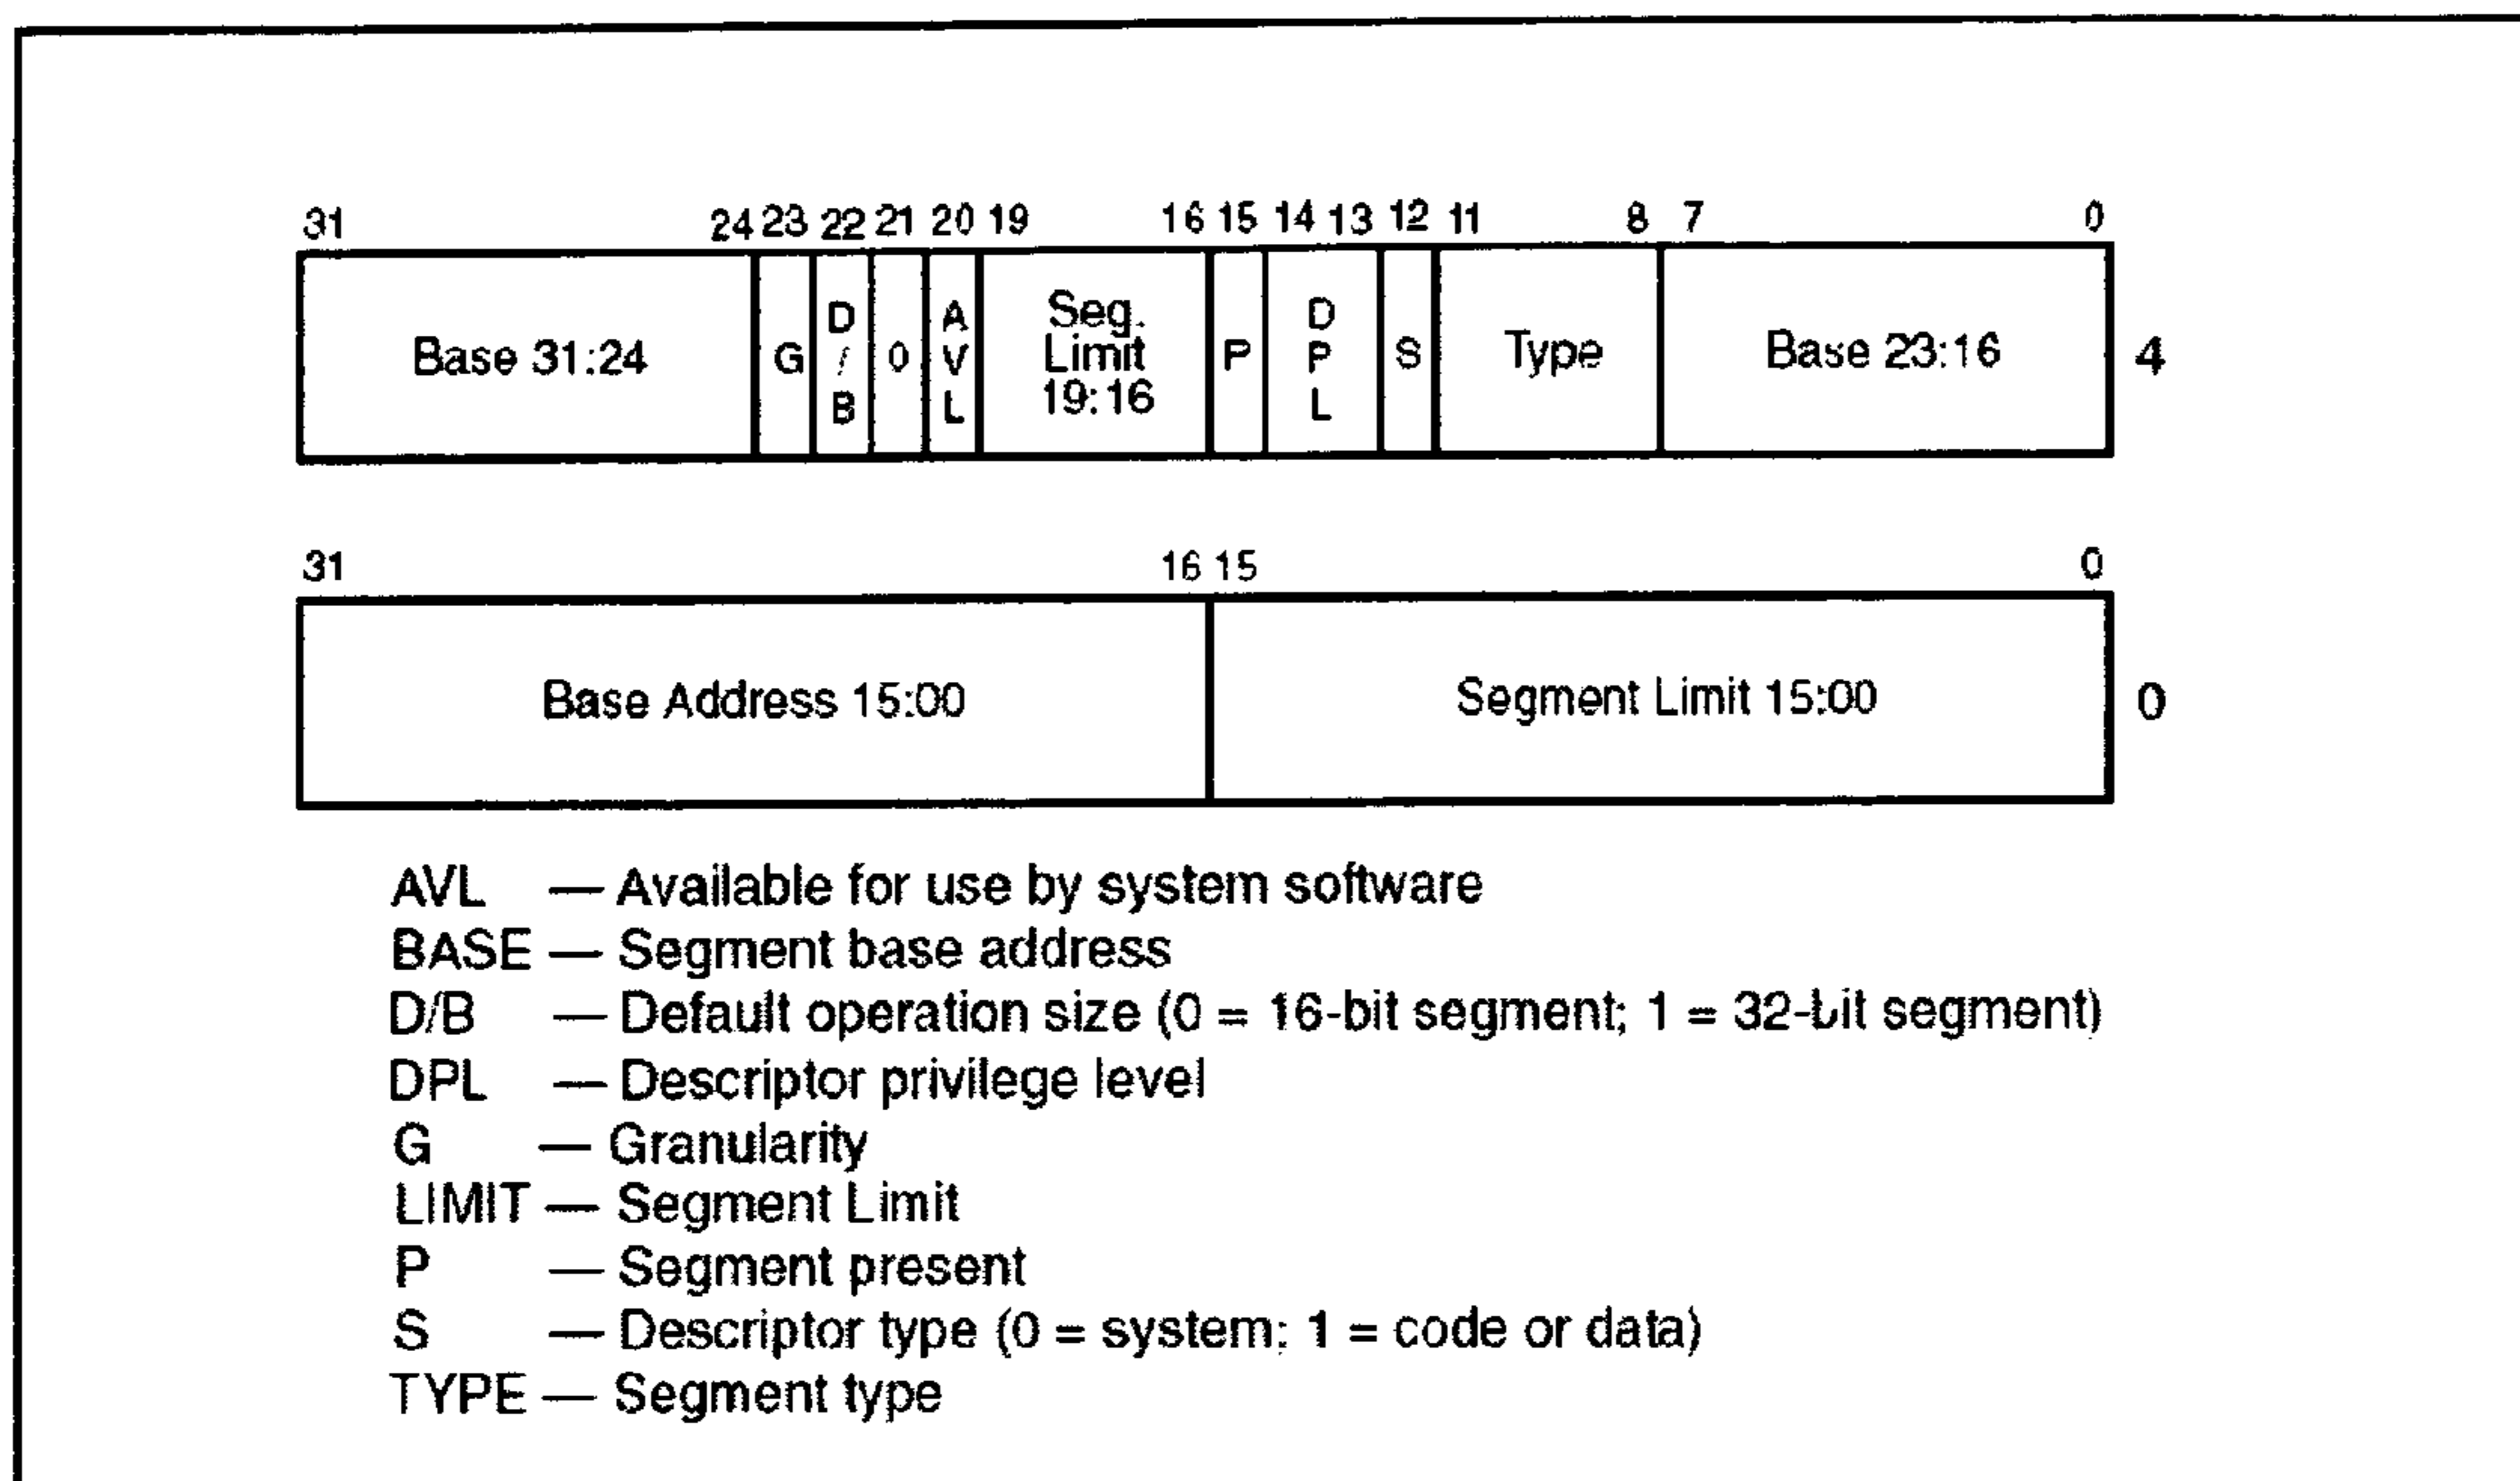 31 24 23 22 21 20 19 16 15 14 13 12 11 8 7 0
Base 31:24 G D/B 0 AVL Seg. Limit 19:16 P DPL S Type Base 23:16 4
31 16 15 0
Base Address 15:00 Segment Limit 15:00 0
AVL — Available for use by system software
BASE — Segment base address
D/B — Default operation size (0 = 16-bit segment; 1 = 32-bit segment)
DPL — Descriptor privilege level
G — Granularity
LIMIT — Segment Limit
P — Segment present
S — Descriptor type (0 = system; 1 = code or data)
TYPE — Segment type